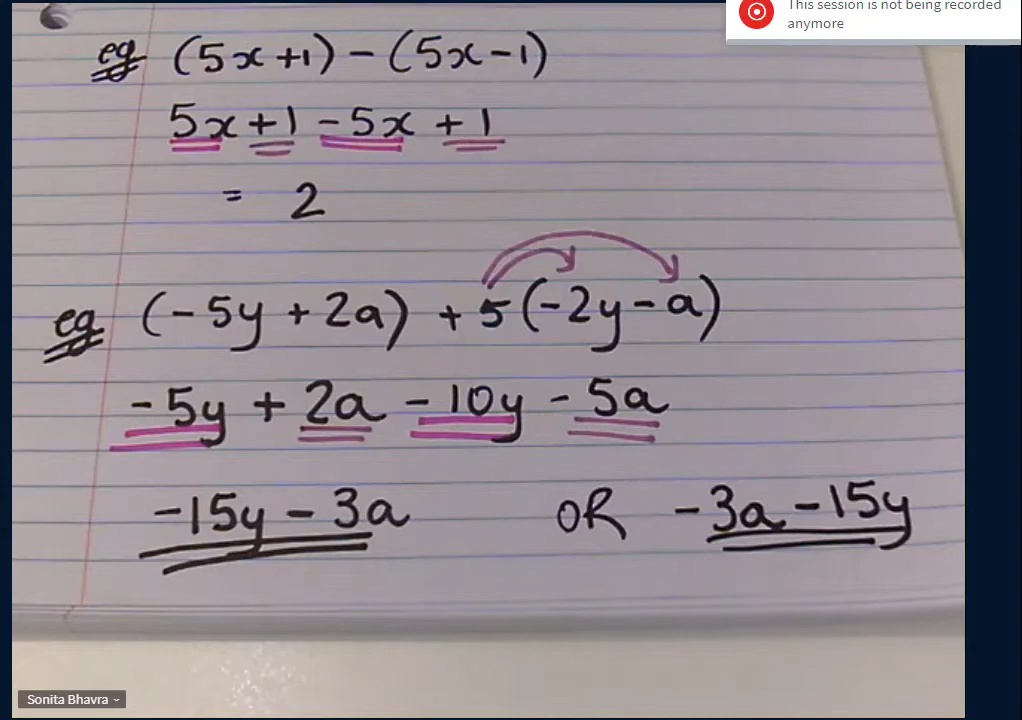 This session is not being recorded
anymore
eg (5x+1) - (5x-1)
5x +1 -5x +1
= 2
eg (-5y + 2a) + 5(-2y-a)
-5y + 2a -10y - 5a
-15y - 3a OR -3a -15y
Sonita Bhavra